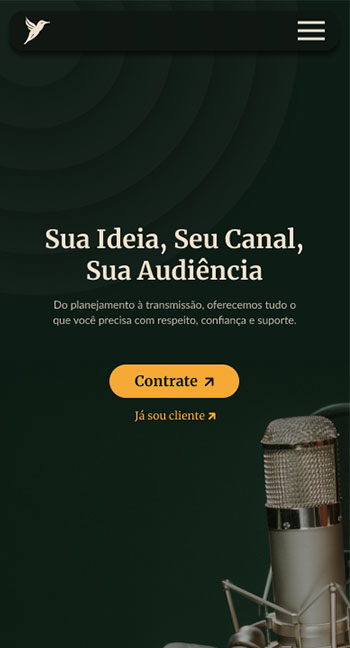 Sua Ideia, Seu Canal,
Sua Audiência
Do planejamento à transmissão, oferecemos tudo o
que você precisa com respeito, confiança e suporte.
Contrate
Já sou cliente